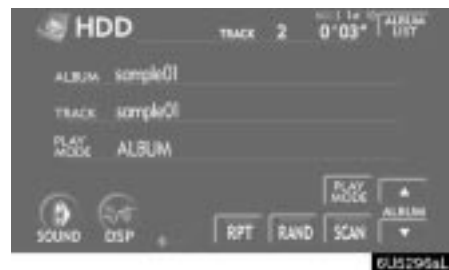 HDD TRACK 2 0'03" ALBUM LIST
ALBUM sample01
TRACK sample01
PLAY MODE ALBUM
PLAY MODE ▲
ALBUM
SOUND DSP RPT RAND SCAN ▼
6U5296aL